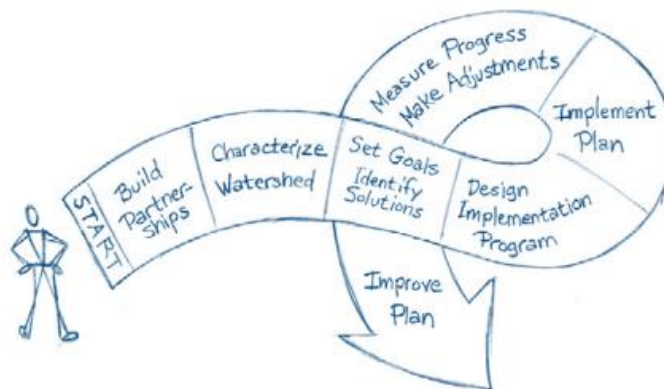 START
Build
Partner-
ships
Characterize
Watershed
Set Goals
Identify
Solutions
Design
Implementation
Program
Implement
Plan
Measure Progress
Make Adjustments
Improve
Plan